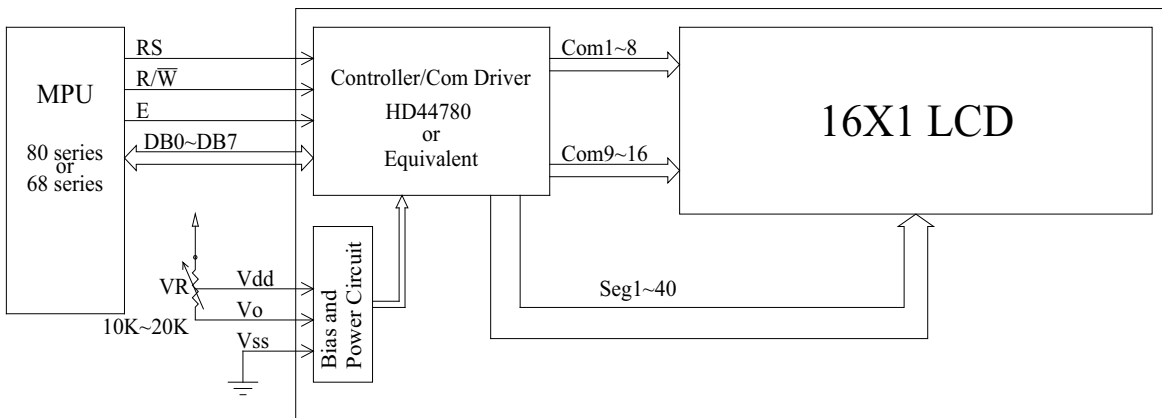 MPU
80 series
or
68 series
RS
R/W̅
E
DB0~DB7
Controller/Com Driver
HD44780
or
Equivalent
Com1~8
Com9~16
16X1 LCD
VR
10K~20K
Vdd
Vo
Vss
Bias and
Power Circuit
Seg1~40